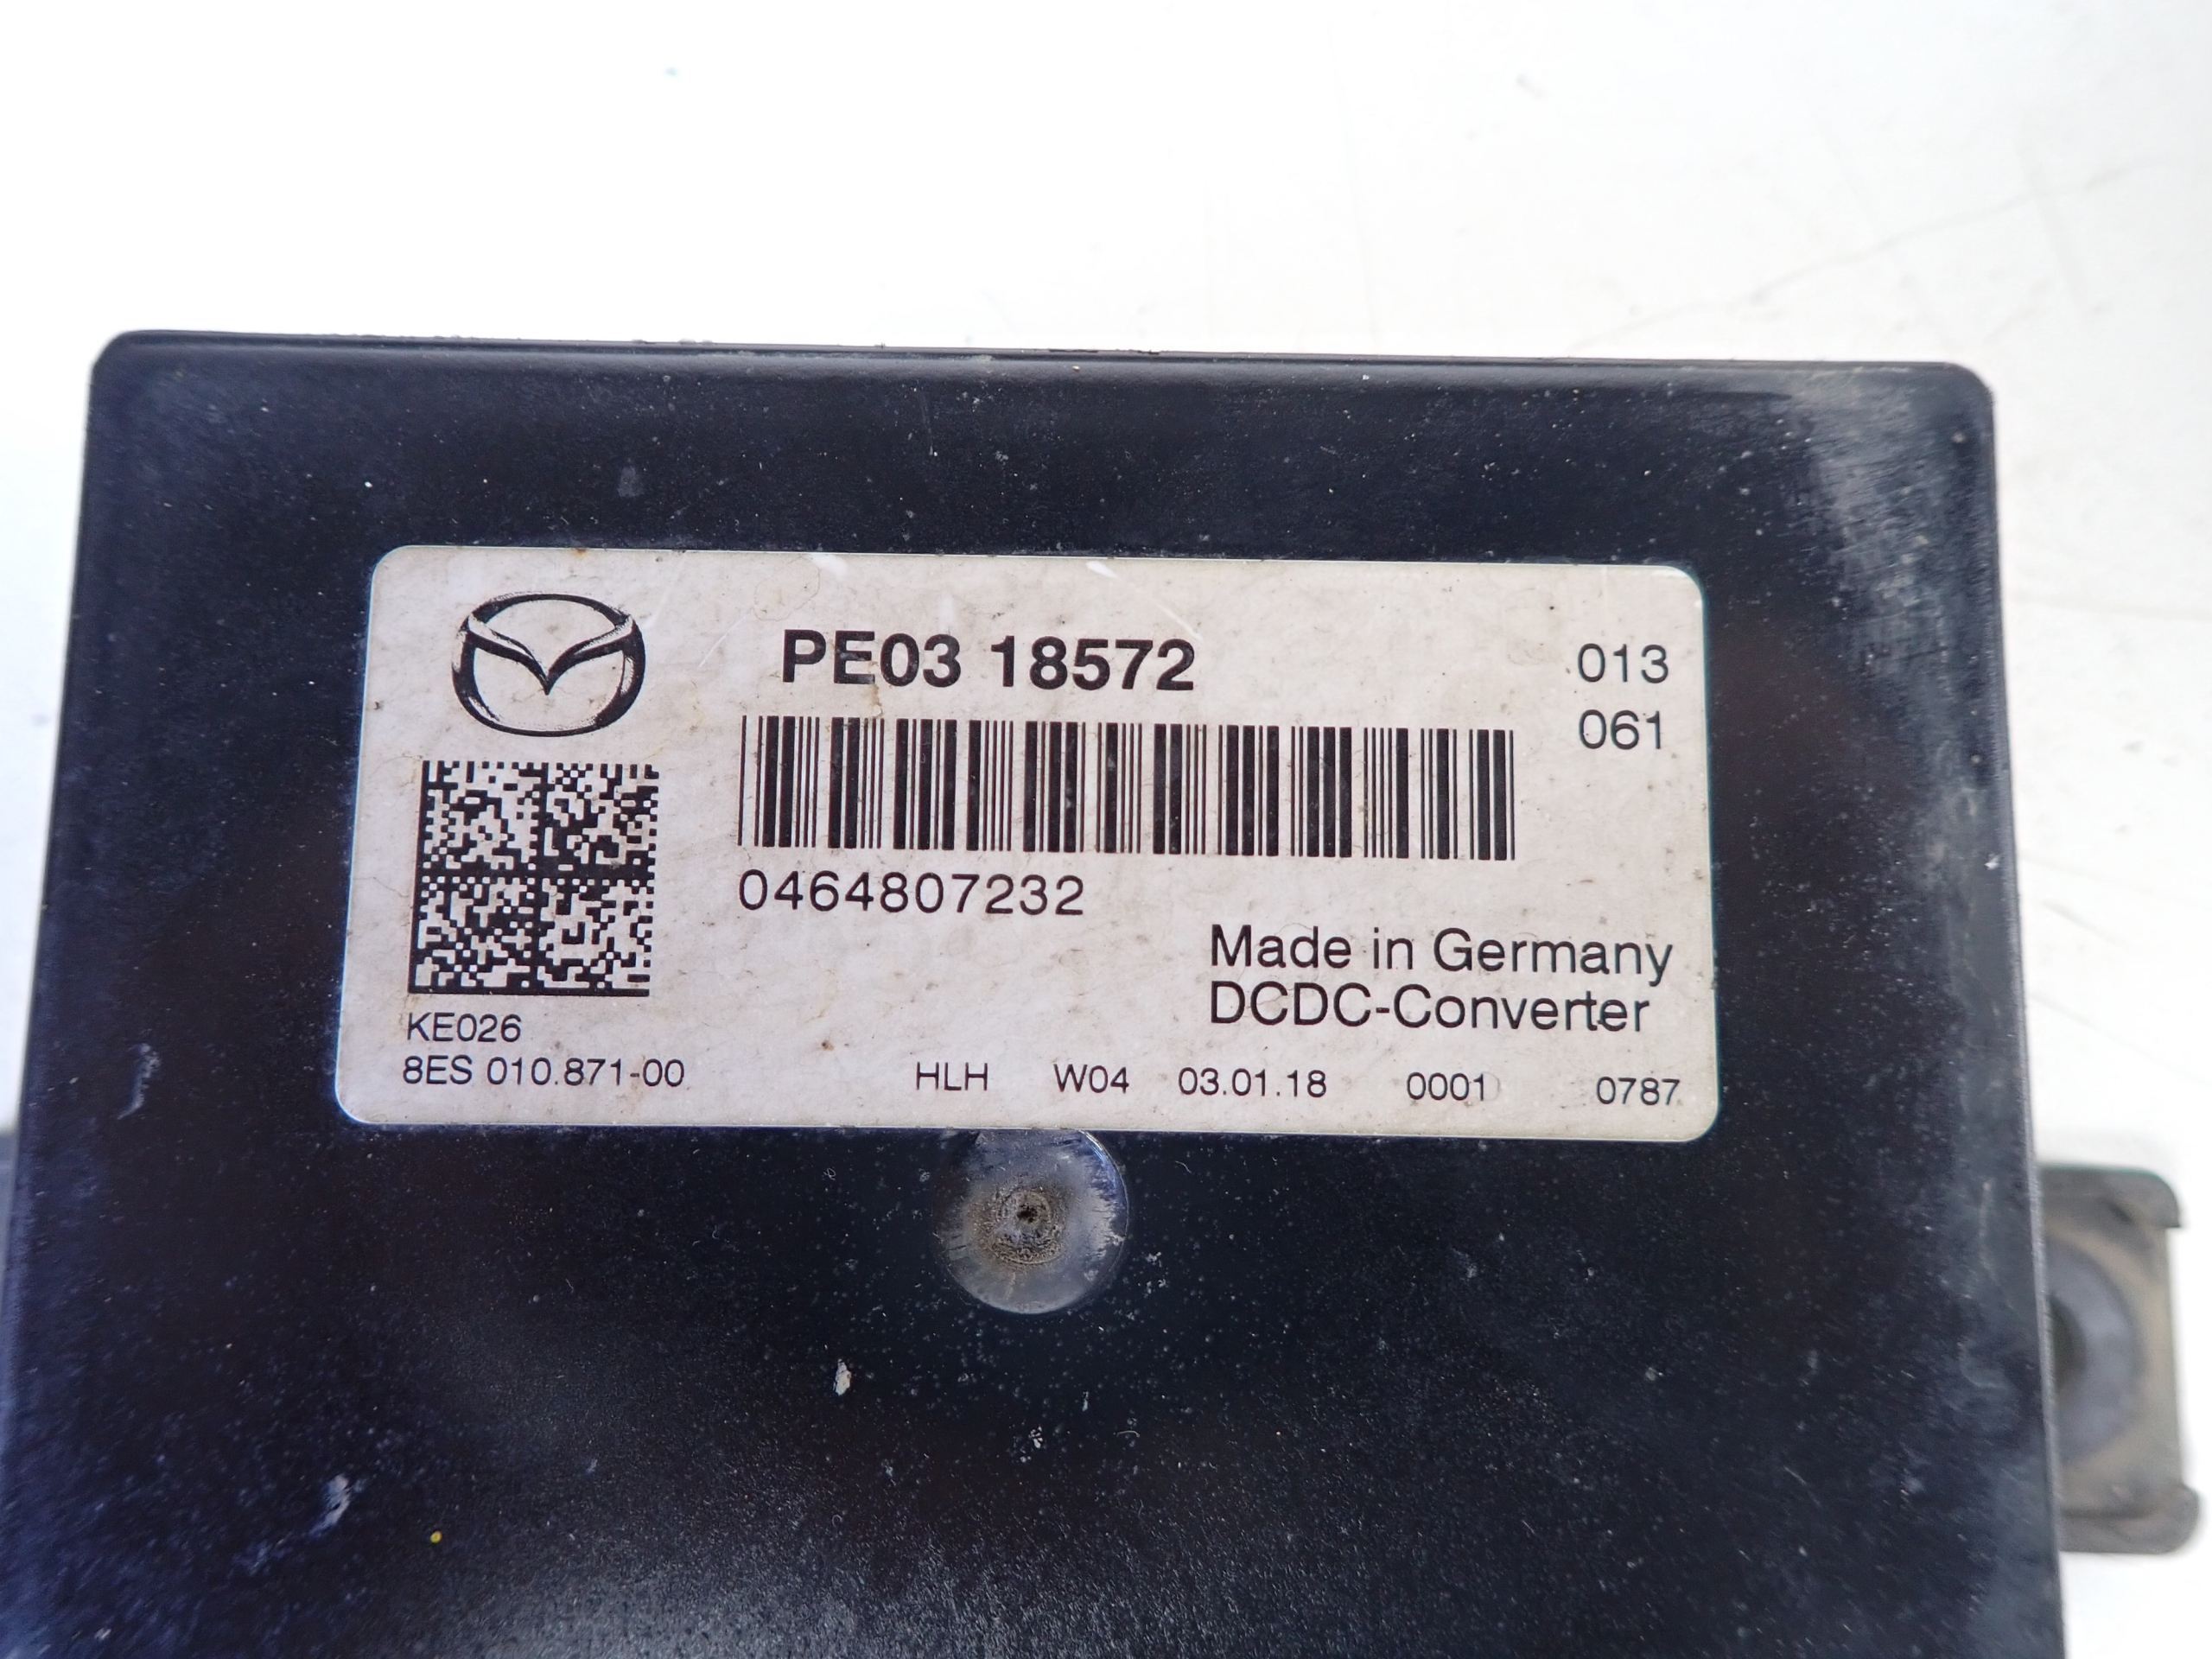 PE03 18572
013
061
0464807232
Made in Germany
DCDC-Converter
KE026
8ES 010.871-00 HLH W04 03.01.18 0001 0787